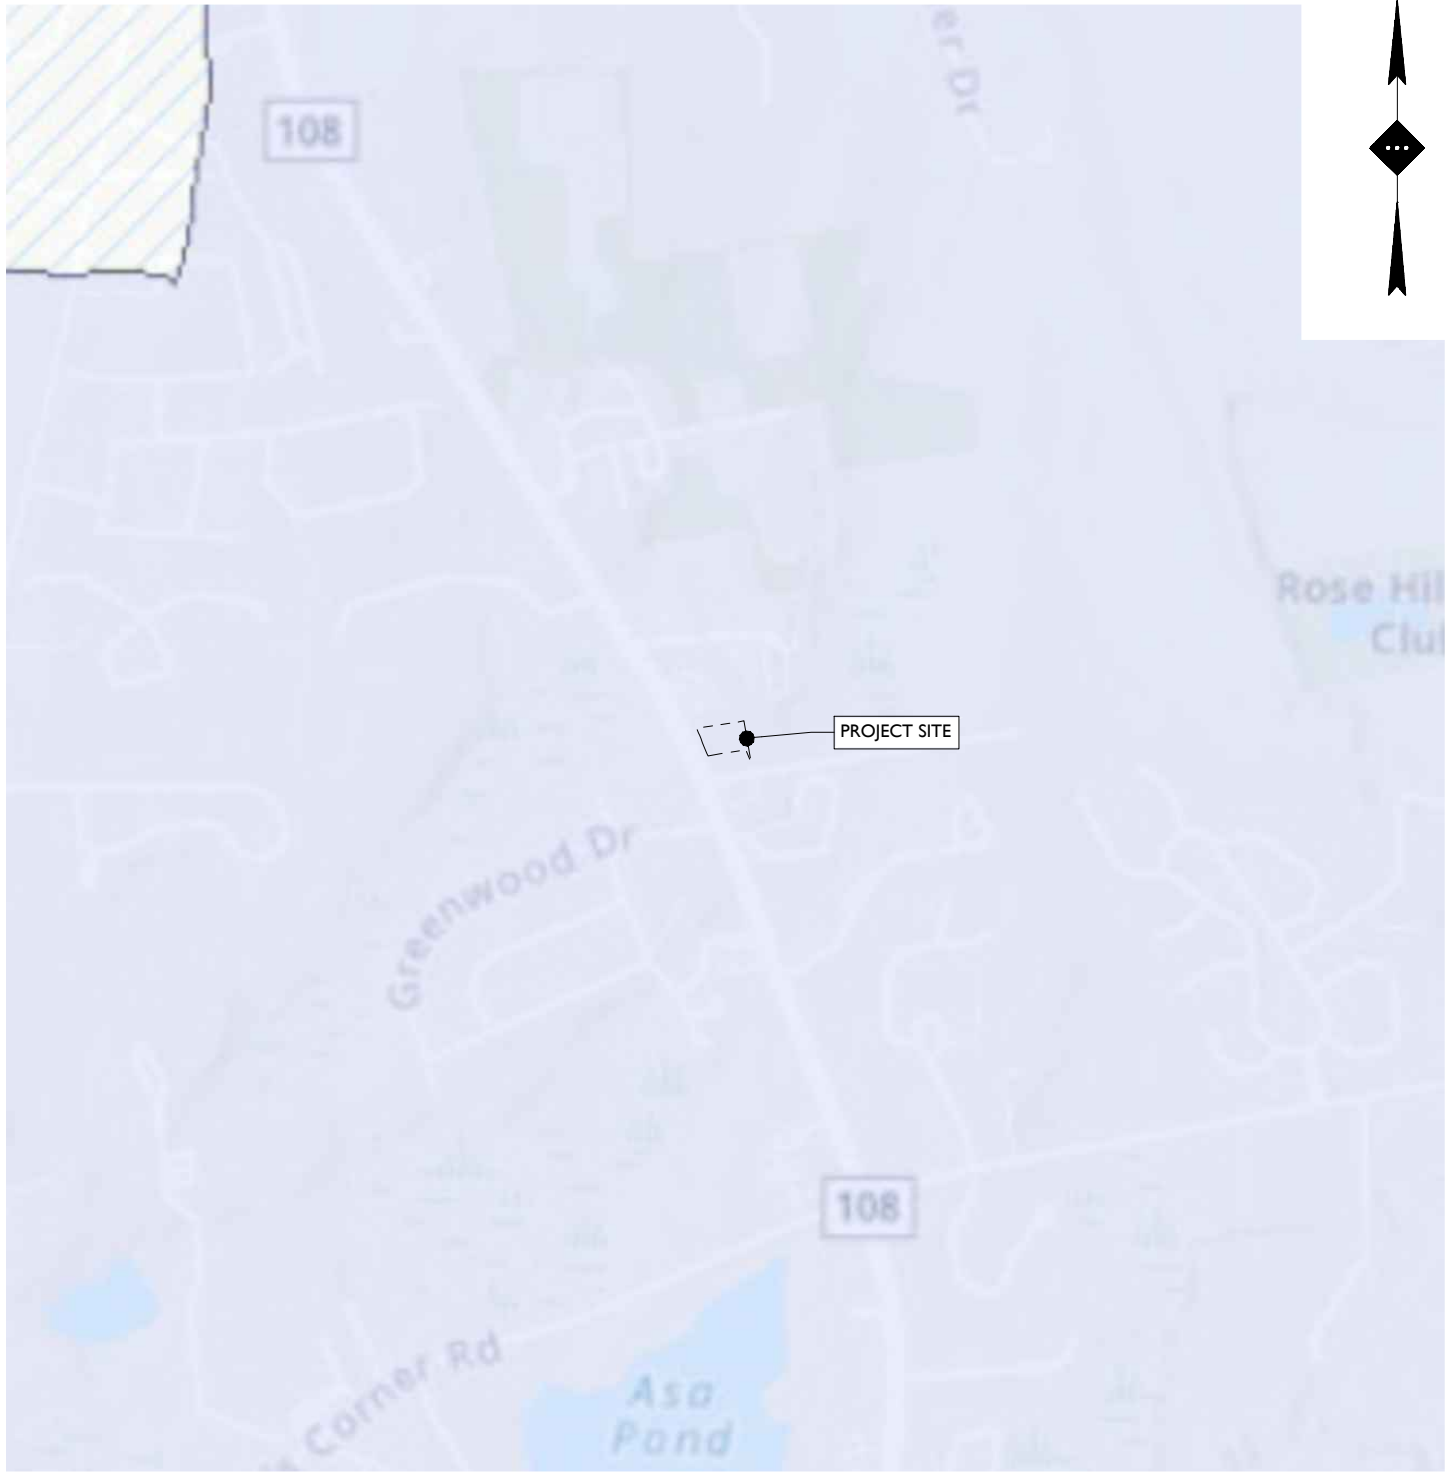 er Dr
108
Rose Hil
Clu
PROJECT SITE
Greenwood Dr
108
Corner Rd
Asa
Pond